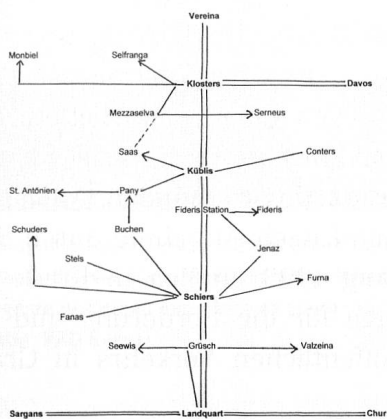 Vereina
Monbiel
Selfranga
Klosters
Davos
Mezzaselva
Serneus
Saas
Conters
Küblis
St. Antönien
Pany
Fideris Station
Fideris
Schuders
Buchen
Stels
Jenaz
Furna
Schiers
Fanas
Seewis
Grüsch
Valzeina
Sargans
Landquart
Chur